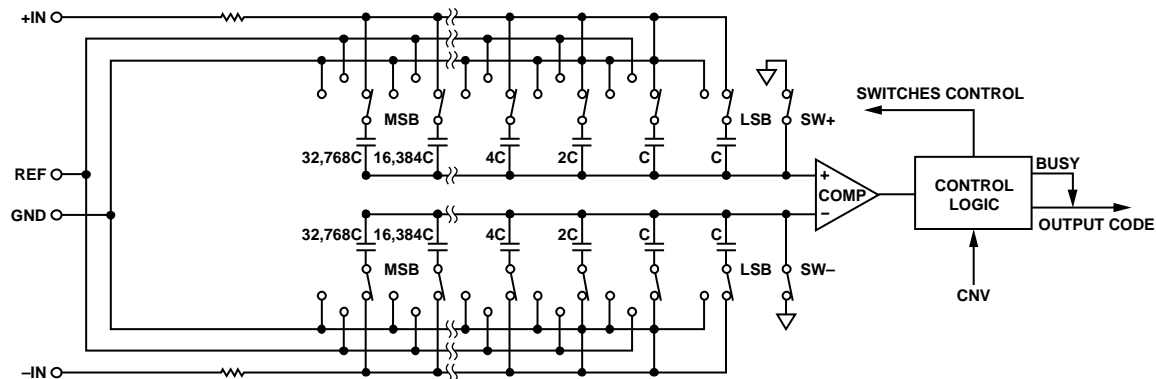 +IN
SWITCHES CONTROL
MSB
LSB
SW+
32,768C
16,384C
4C
2C
C
C
REF
GND
+
COMP
–
CONTROL
LOGIC
BUSY
OUTPUT CODE
32,768C
16,384C
4C
2C
C
C
MSB
LSB
SW–
CNV
–IN